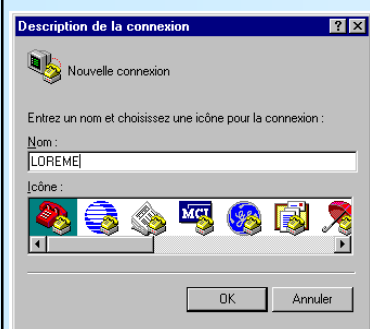 Description de la connexion
Nouvelle connexion
Entrez un nom et choisissez une icône pour la connexion :
Nom :
LOREME
Icône :
MCI
OK
Annuler